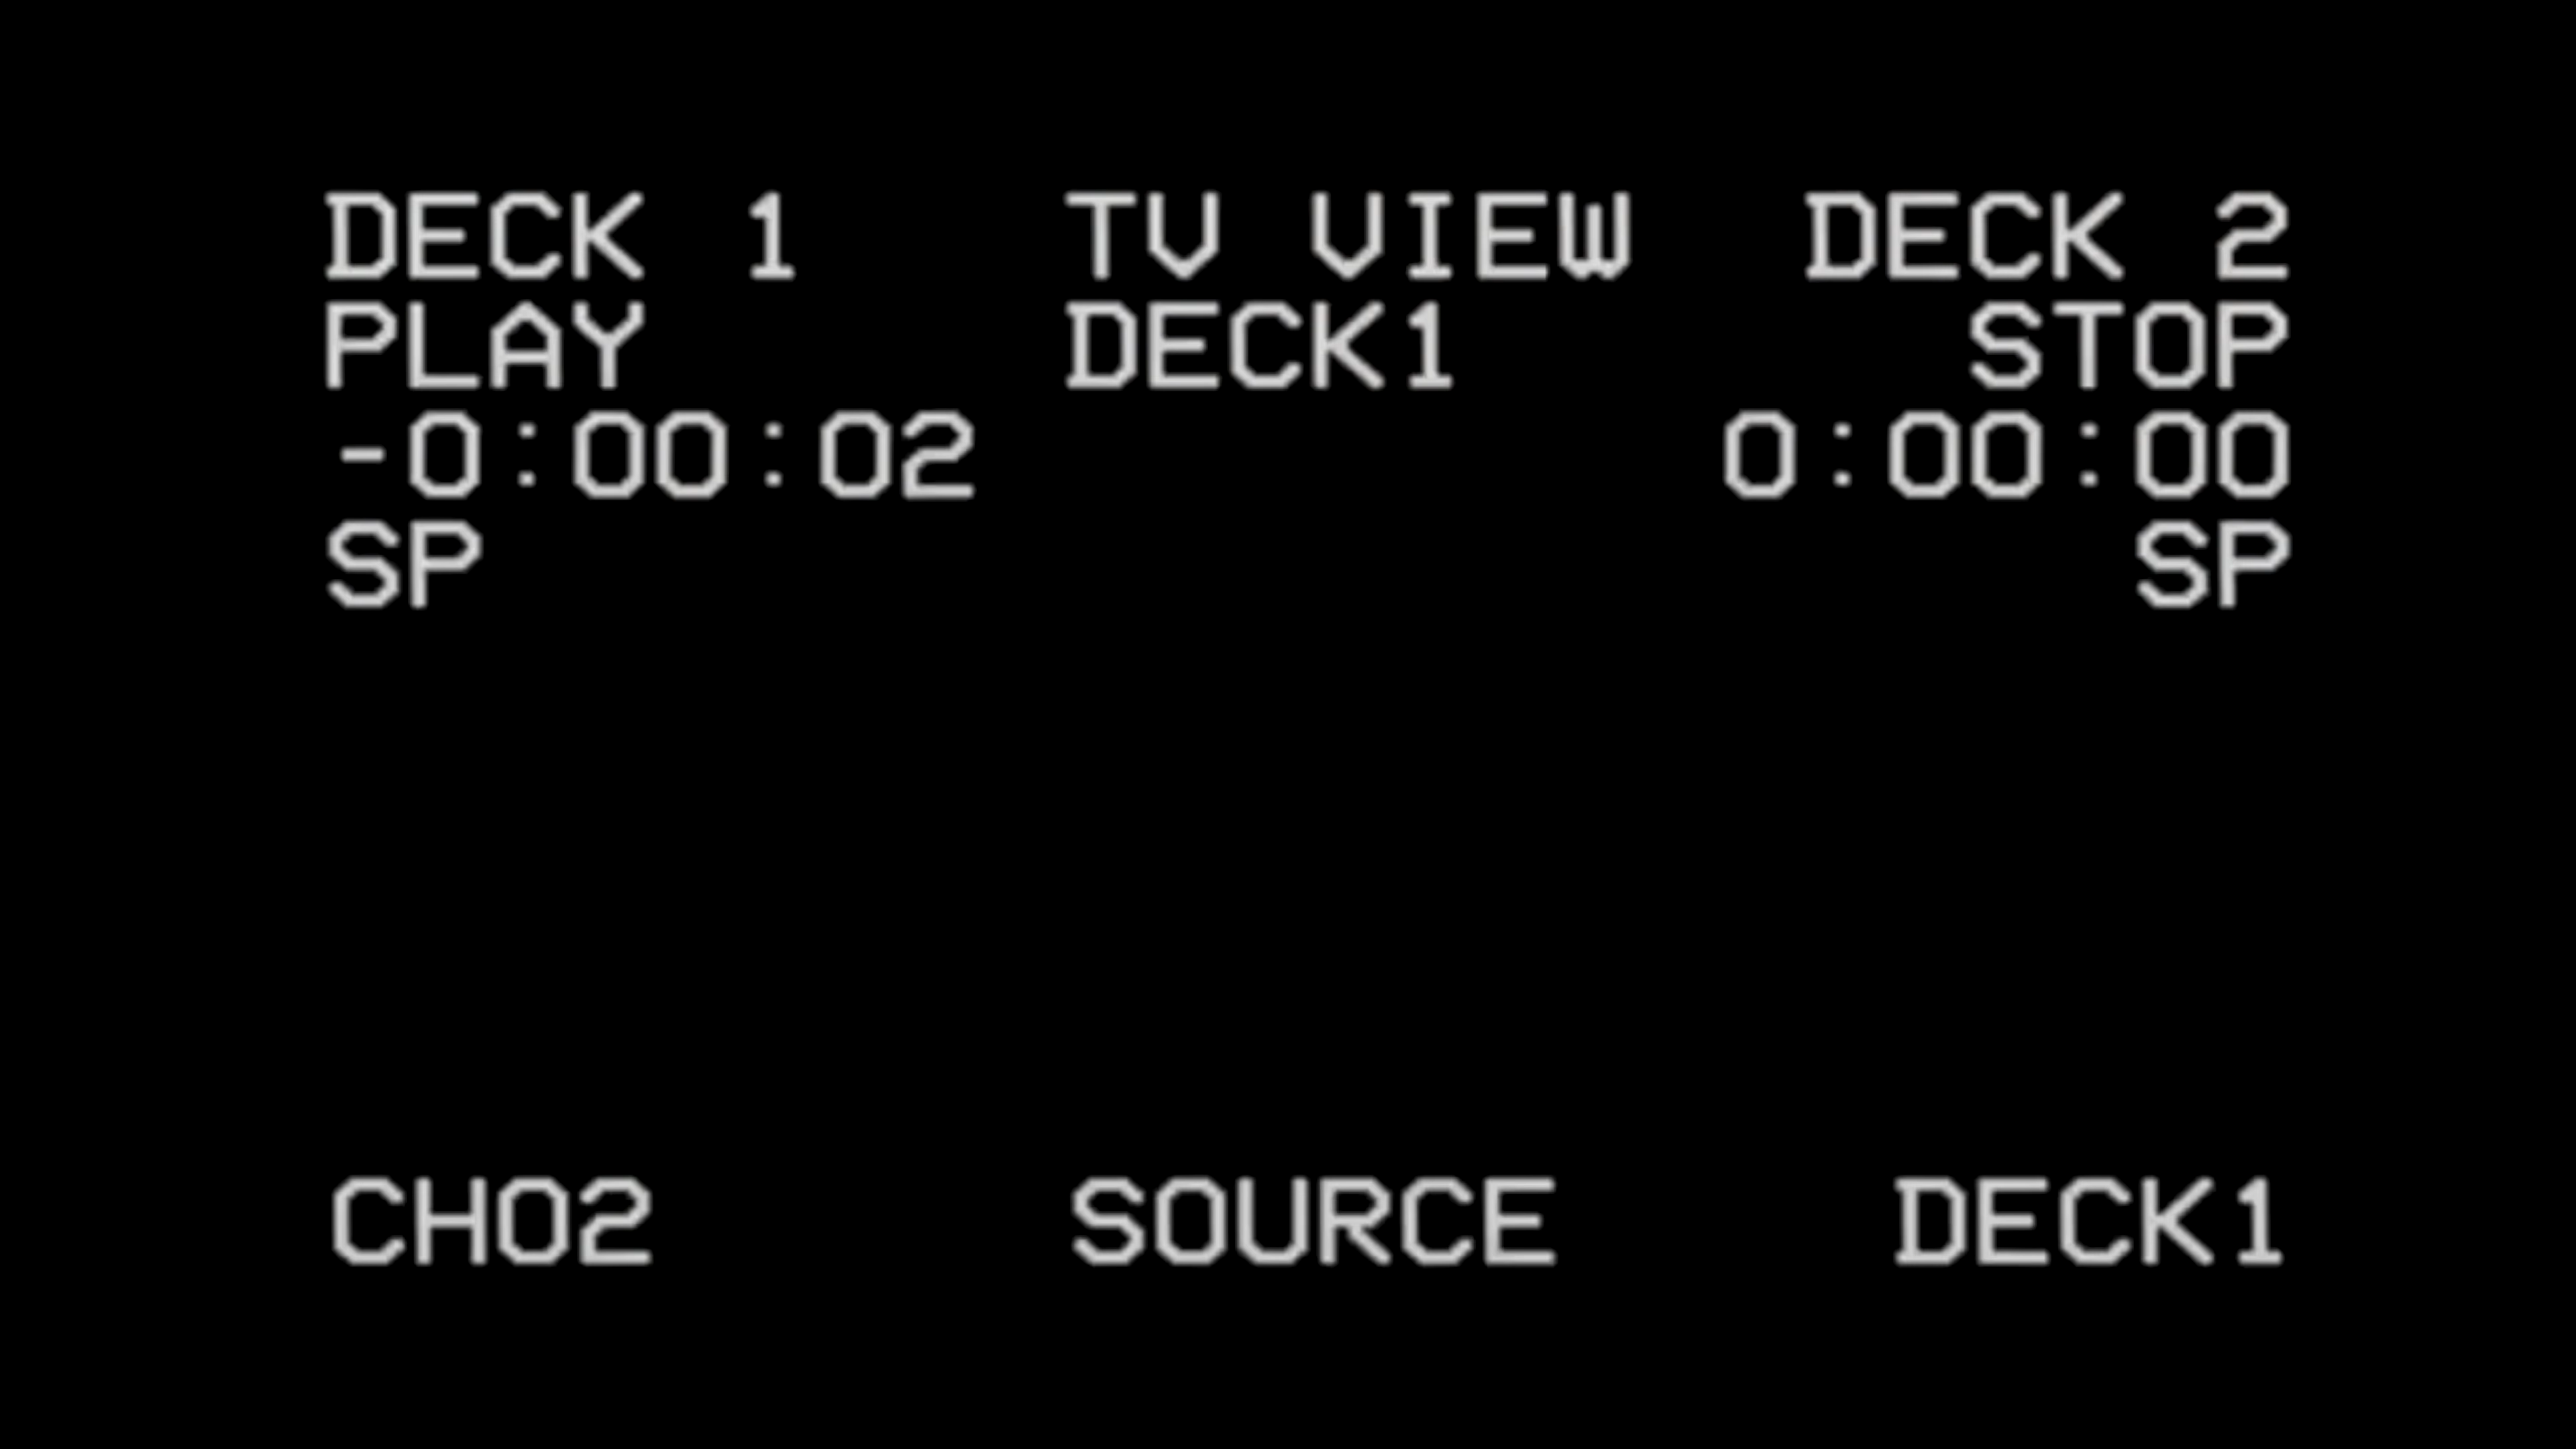 DECK 1 TV VIEW DECK 2
PLAY DECK1 STOP
-0:00:02 0:00:00
SP SP
CH02 SOURCE DECK1